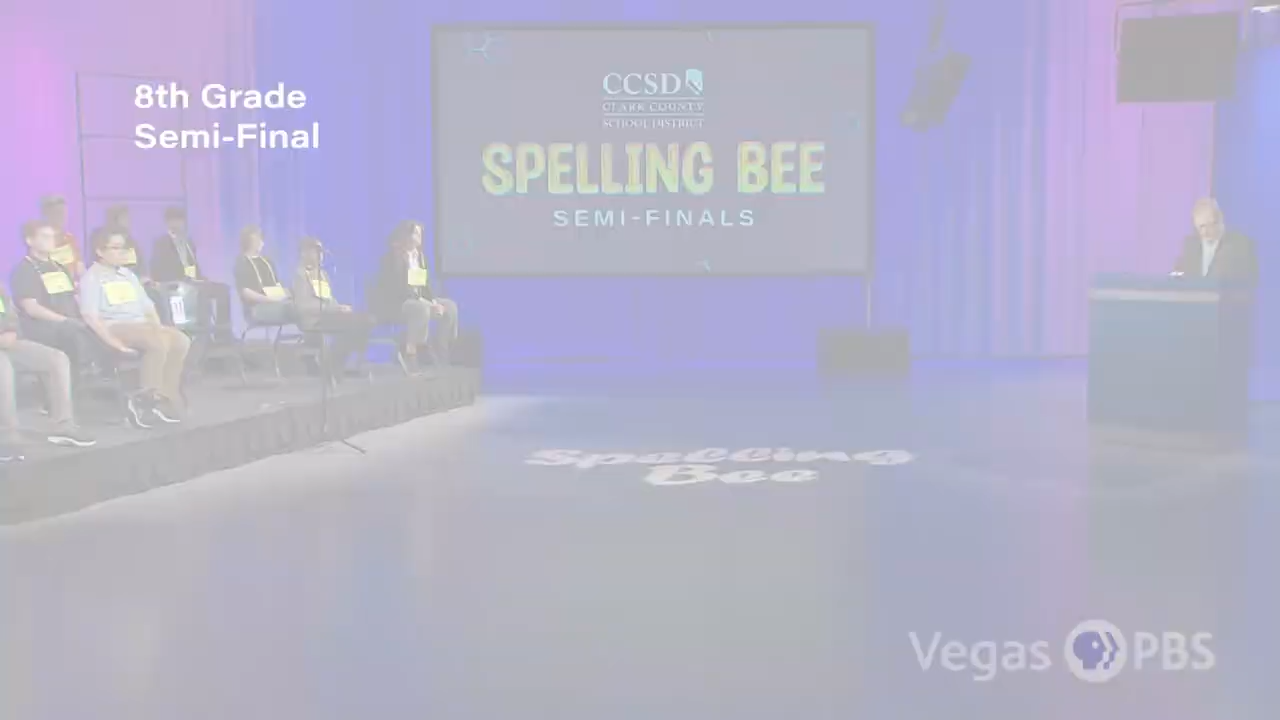 8th Grade
Semi-Final
CCSD
CLARK COUNTY
SCHOOL DISTRICT
SPELLING BEE
SEMI-FINALS
Spelling
Bee
Vegas PBS